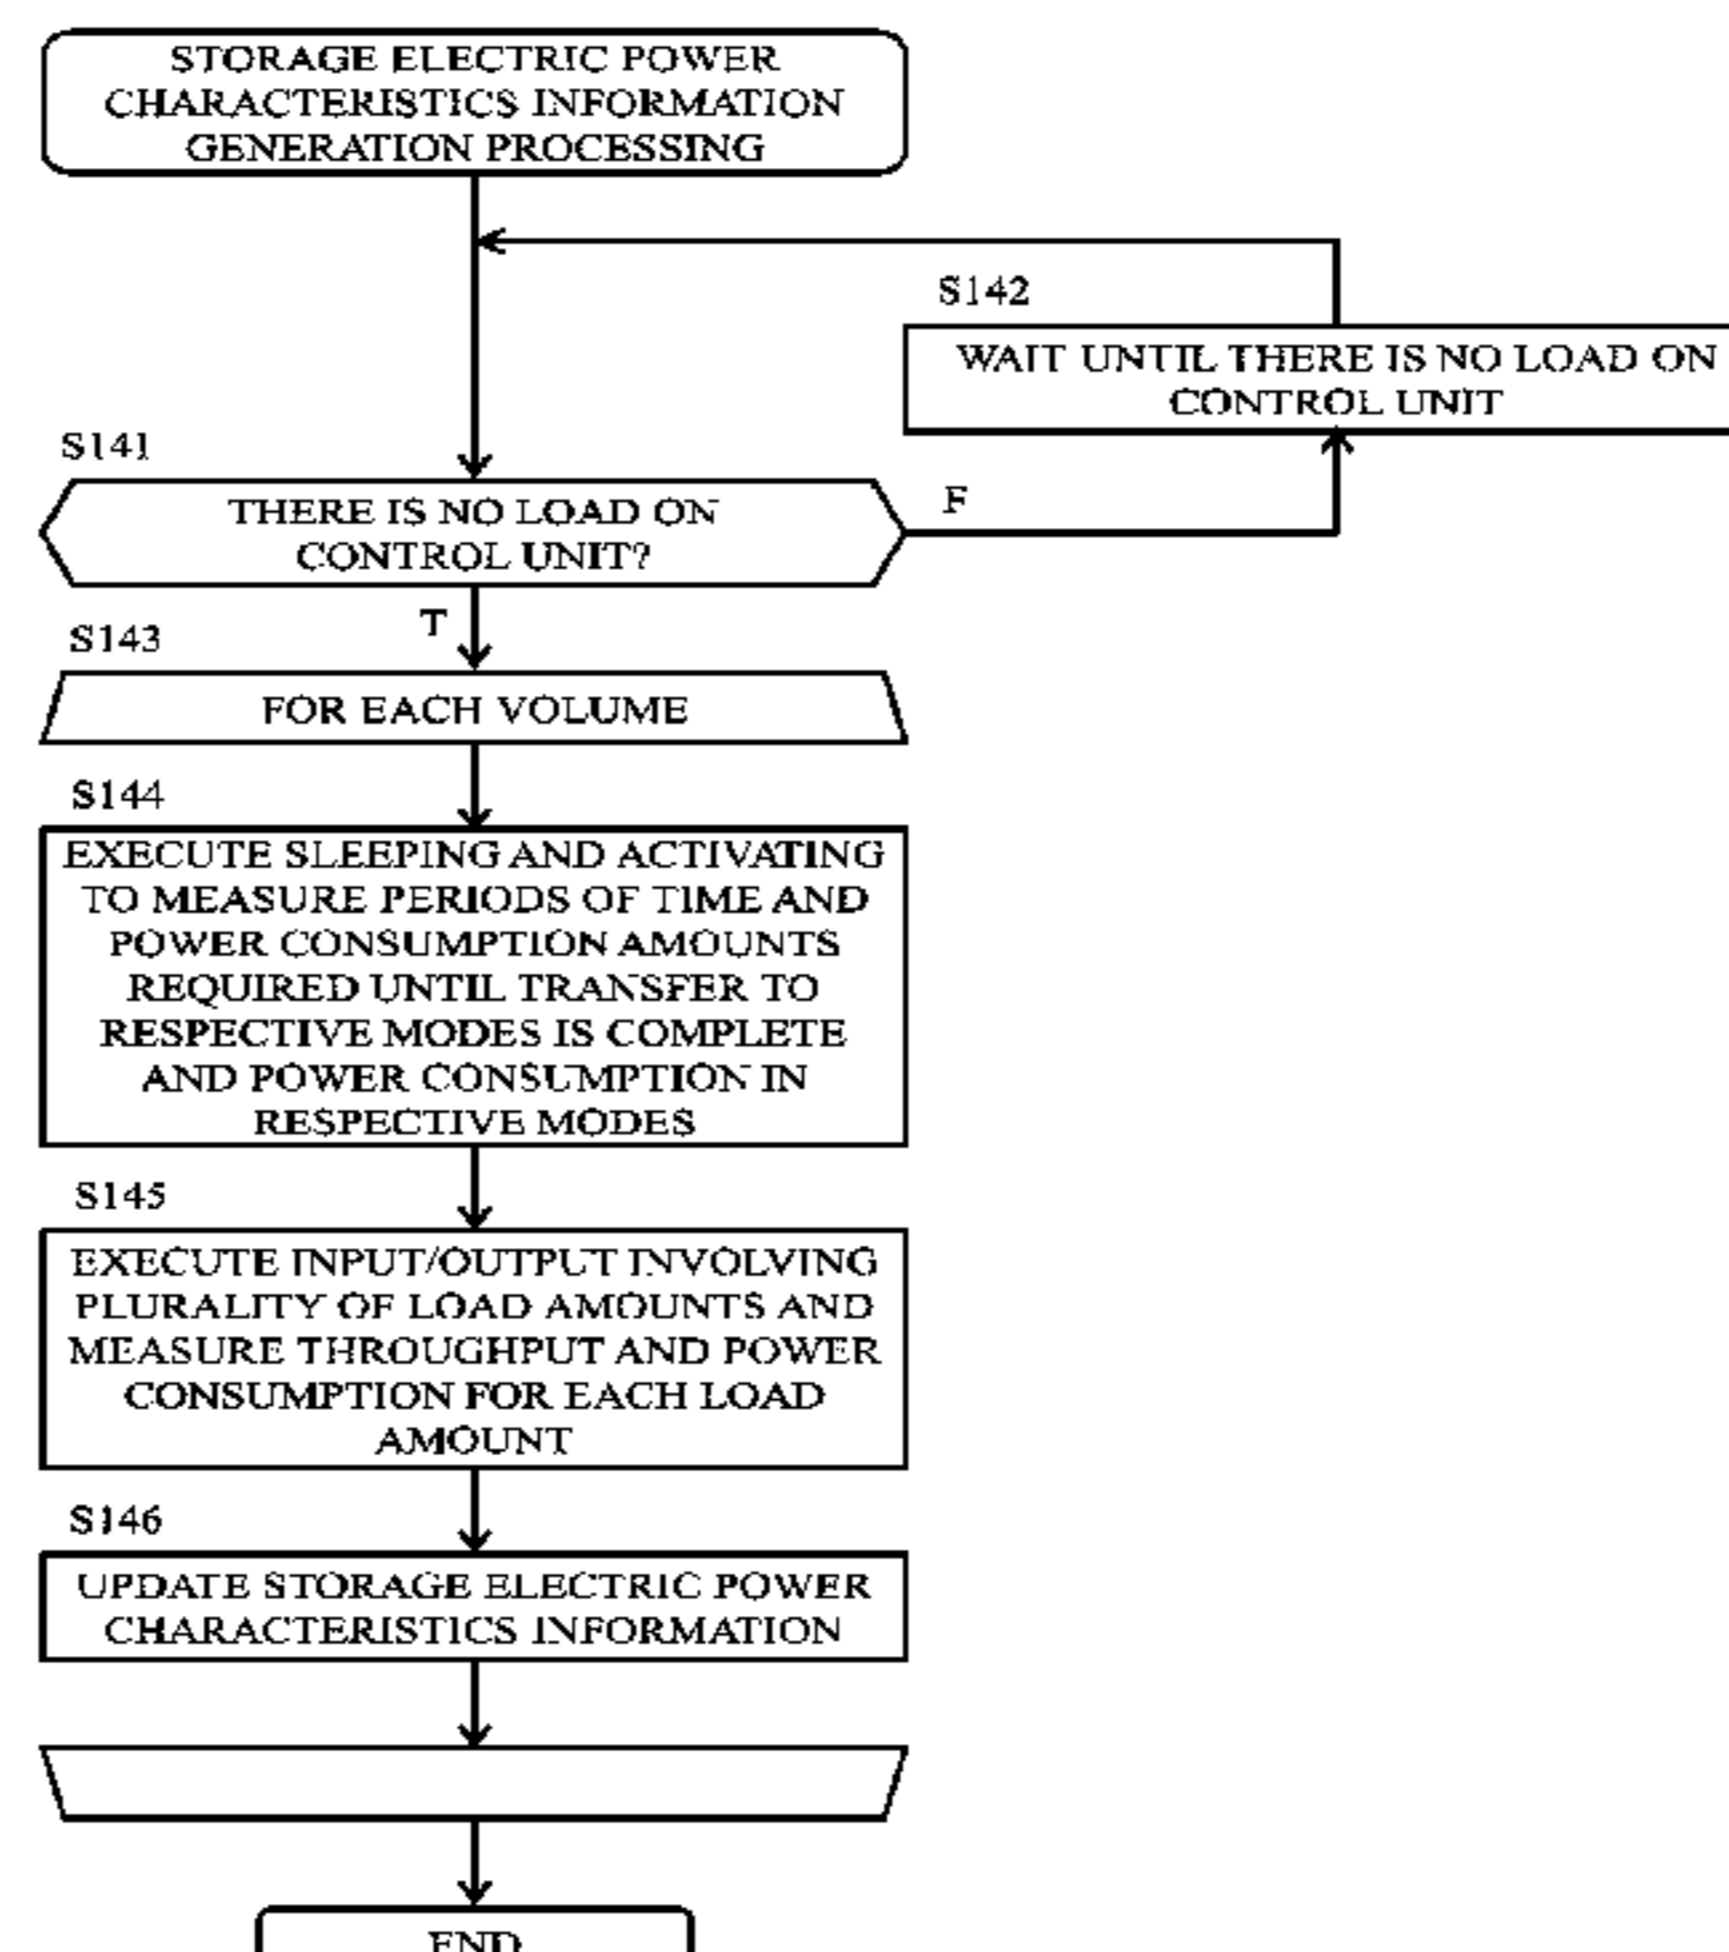 STORAGE ELECTRIC POWER
CHARACTERISTICS INFORMATION
GENERATION PROCESSING
S142
WAIT UNTIL THERE IS NO LOAD ON
CONTROL UNIT
S141
THERE IS NO LOAD ON
CONTROL UNIT?
F
T
S143
FOR EACH VOLUME
S144
EXECUTE SLEEPING AND ACTIVATING
TO MEASURE PERIODS OF TIME AND
POWER CONSUMPTION AMOUNTS
REQUIRED UNTIL TRANSFER TO
RESPECTIVE MODES IS COMPLETE
AND POWER CONSUMPTION IN
RESPECTIVE MODES
S145
EXECUTE INPUT/OUTPUT INVOLVING
PLURALITY OF LOAD AMOUNTS AND
MEASURE THROUGHPUT AND POWER
CONSUMPTION FOR EACH LOAD
AMOUNT
S146
UPDATE STORAGE ELECTRIC POWER
CHARACTERISTICS INFORMATION
END